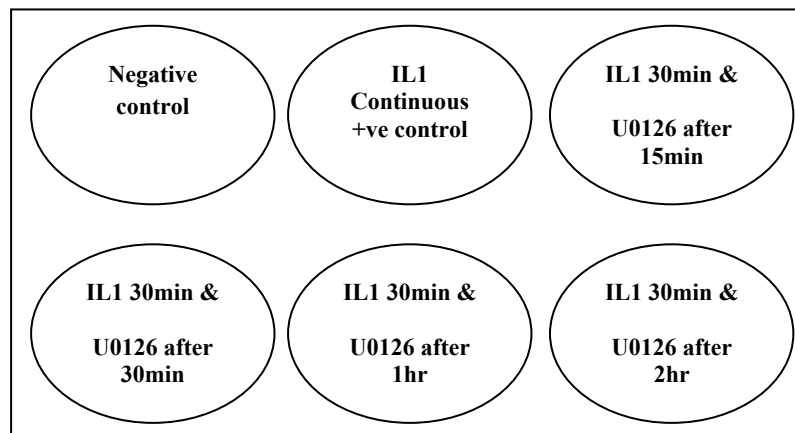 Negative
control
IL1
Continuous
+ve control
IL1 30min &
U0126 after
15min
IL1 30min &
U0126 after
30min
IL1 30min &
U0126 after
1hr
IL1 30min &
U0126 after
2hr